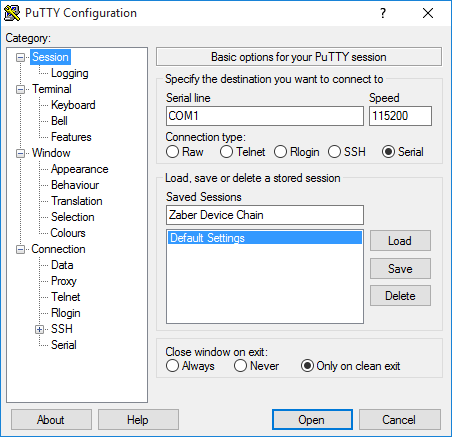 PuTTY Configuration
?
Category:
Session
Logging
Terminal
Keyboard
Bell
Features
Window
Appearance
Behaviour
Translation
Selection
Colours
Connection
Data
Proxy
Telnet
Rlogin
SSH
Serial
Basic options for your PuTTY session
Specify the destination you want to connect to
Serial line Speed
COM1 115200
Connection type:
Raw Telnet Rlogin SSH Serial
Load, save or delete a stored session
Saved Sessions
Zaber Device Chain
Default Settings
Load
Save
Delete
Close window on exit:
Always Never Only on clean exit
About Help Open Cancel